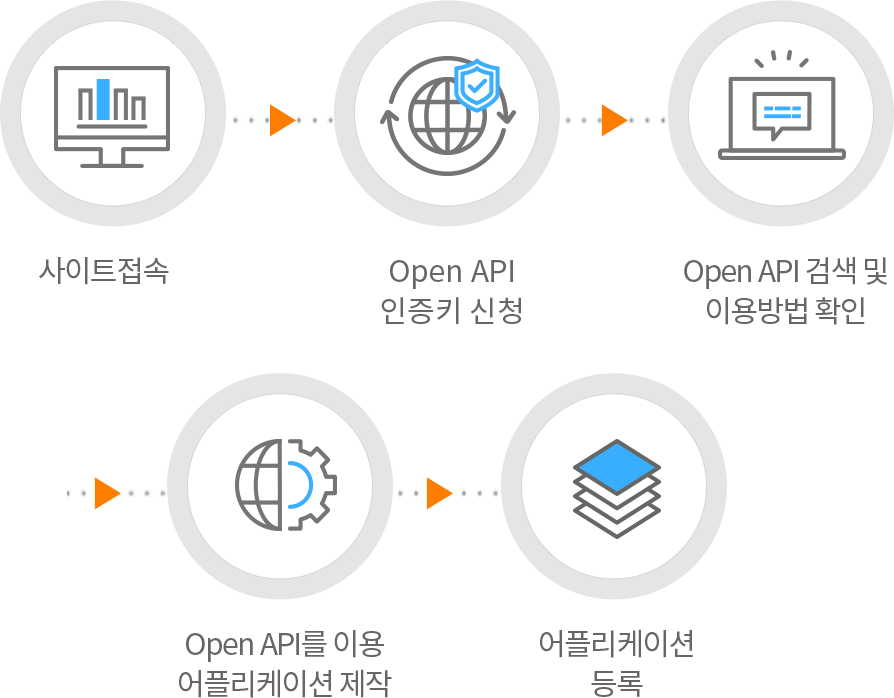 사이트접속
Open API
인증키 신청
Open API 검색 및
이용방법 확인
Open API를 이용
어플리케이션 제작
어플리케이션
등록